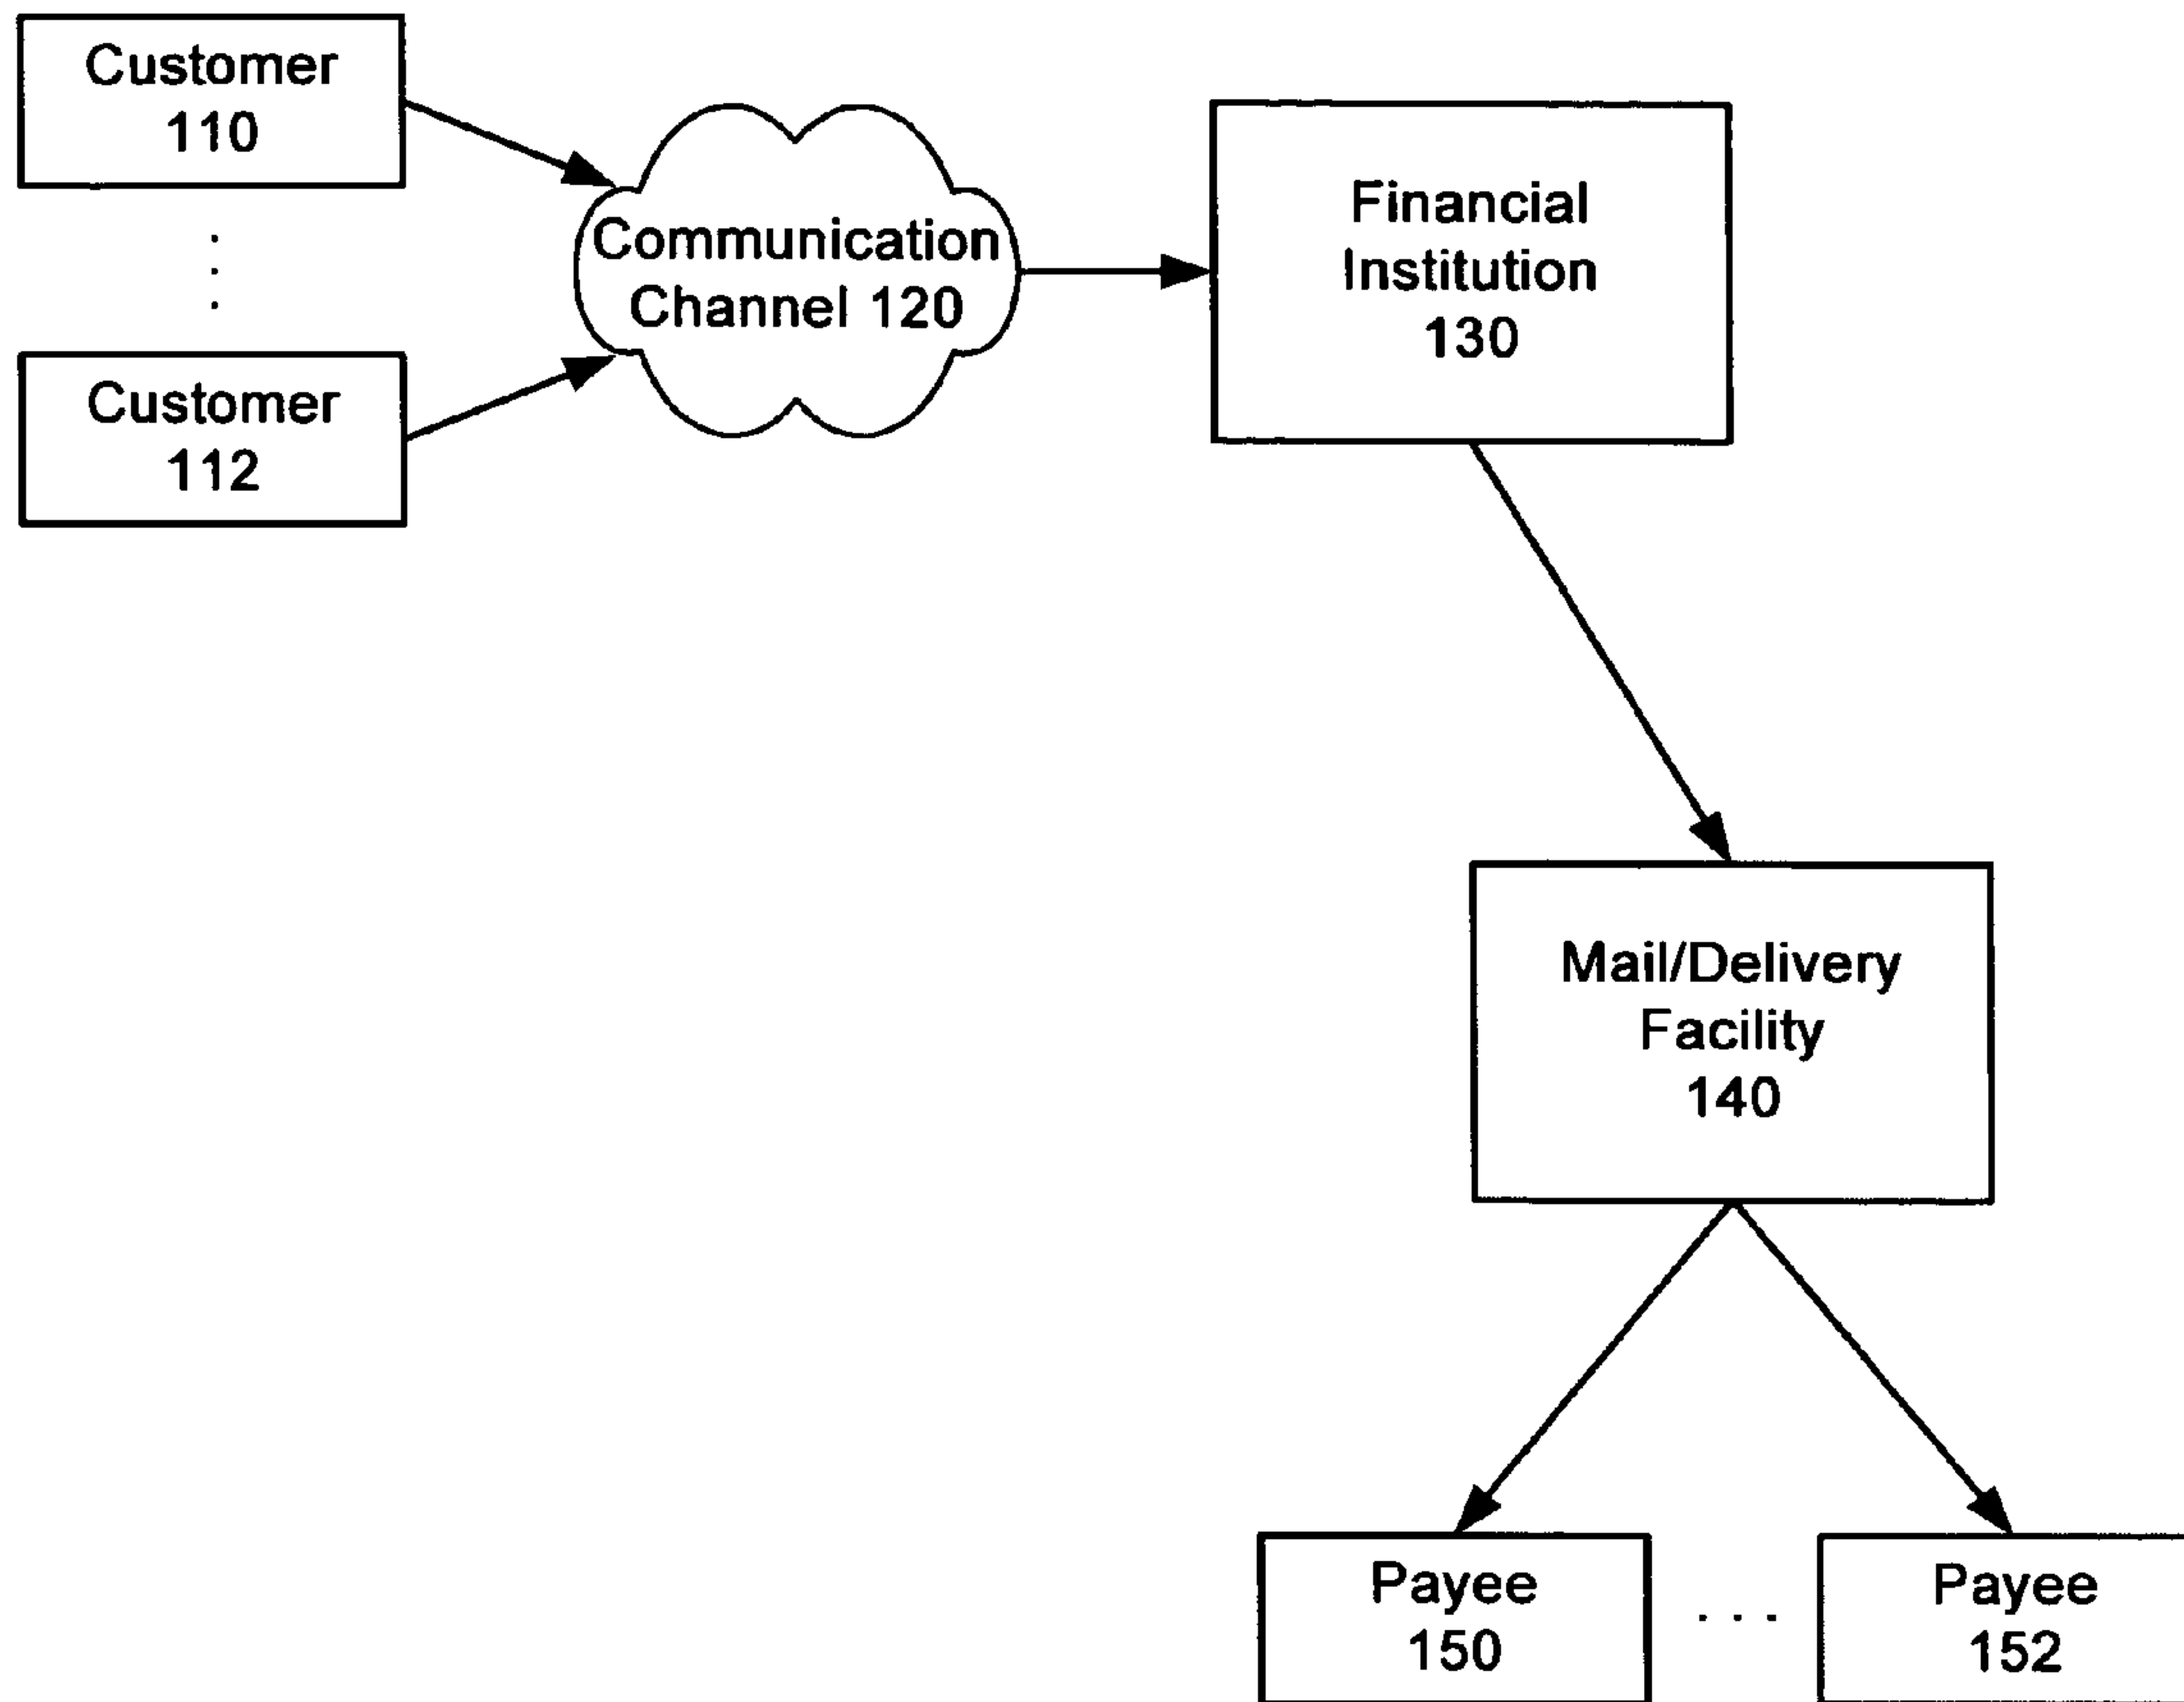 Customer
110
Communication
Channel 120
Financial
Institution
130
Customer
112
Mail/Delivery
Facility
140
Payee
150
. . .
Payee
152